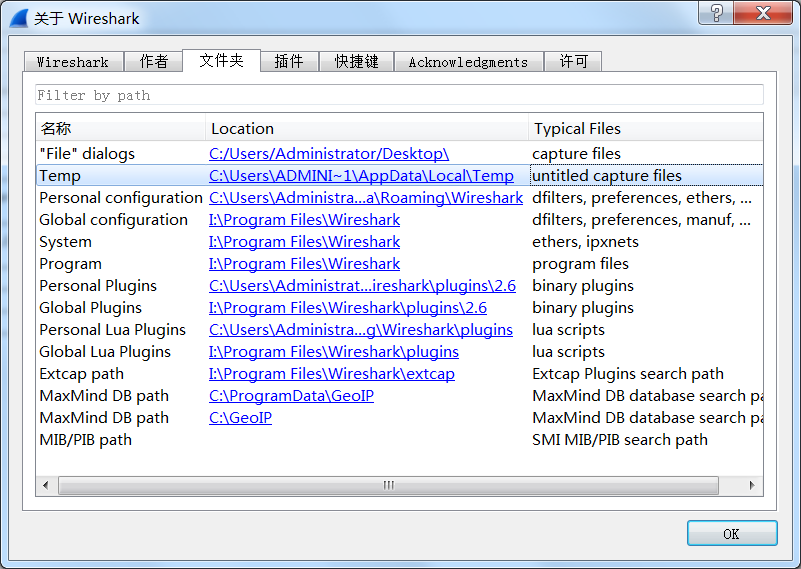 关于 Wireshark
Wireshark 作者 文件夹 插件 快捷键 Acknowledgments 许可
Filter by path
名称 Location Typical Files
"File" dialogs C:/Users/Administrator/Desktop\ capture files
Temp C:\Users\ADMINI~1\AppData\Local\Temp untitled capture files
Personal configuration C:\Users\Administra...a\Roaming\Wireshark dfilters, preferences, ethers, ...
Global configuration I:\Program Files\Wireshark dfilters, preferences, manuf, ...
System I:\Program Files\Wireshark ethers, ipxnets
Program I:\Program Files\Wireshark program files
Personal Plugins C:\Users\Administrat...ireshark\plugins\2.6 binary plugins
Global Plugins I:\Program Files\Wireshark\plugins\2.6 binary plugins
Personal Lua Plugins C:\Users\Administra...g\Wireshark\plugins lua scripts
Global Lua Plugins I:\Program Files\Wireshark\plugins lua scripts
Extcap path I:\Program Files\Wireshark\extcap Extcap Plugins search path
MaxMind DB path C:\ProgramData\GeoIP MaxMind DB database search pa
MaxMind DB path C:\GeoIP MaxMind DB database search pa
MIB/PIB path SMI MIB/PIB search path
OK